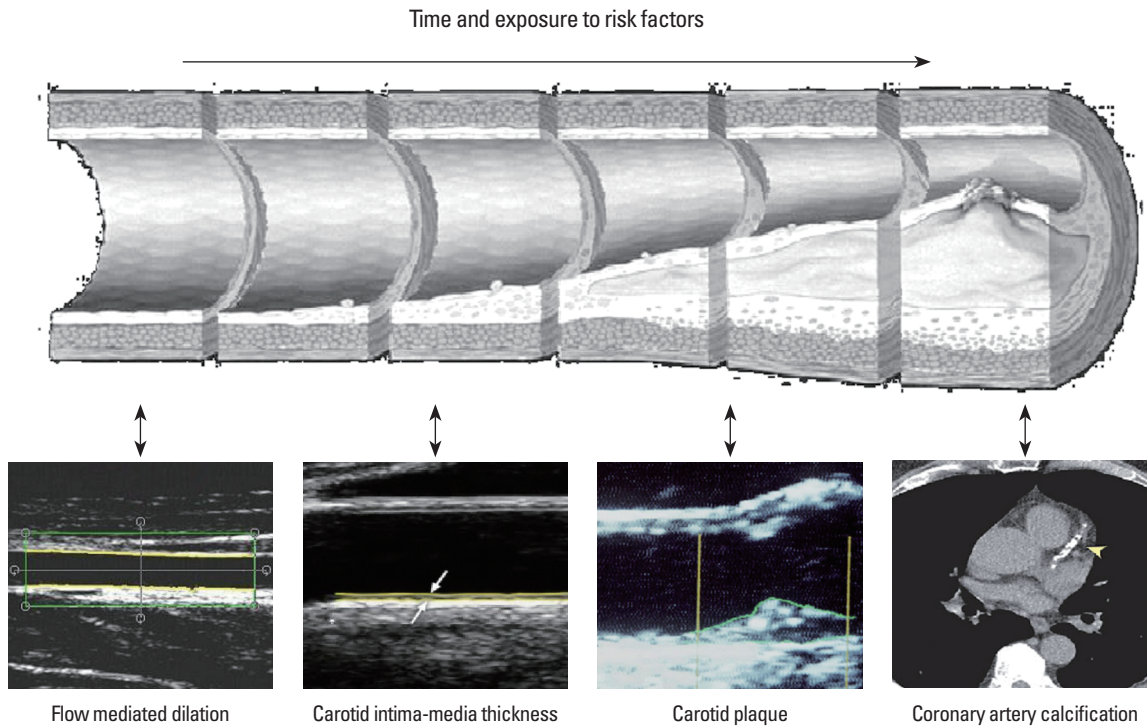 Time and exposure to risk factors
Flow mediated dilation
Carotid intima-media thickness
Carotid plaque
Coronary artery calcification